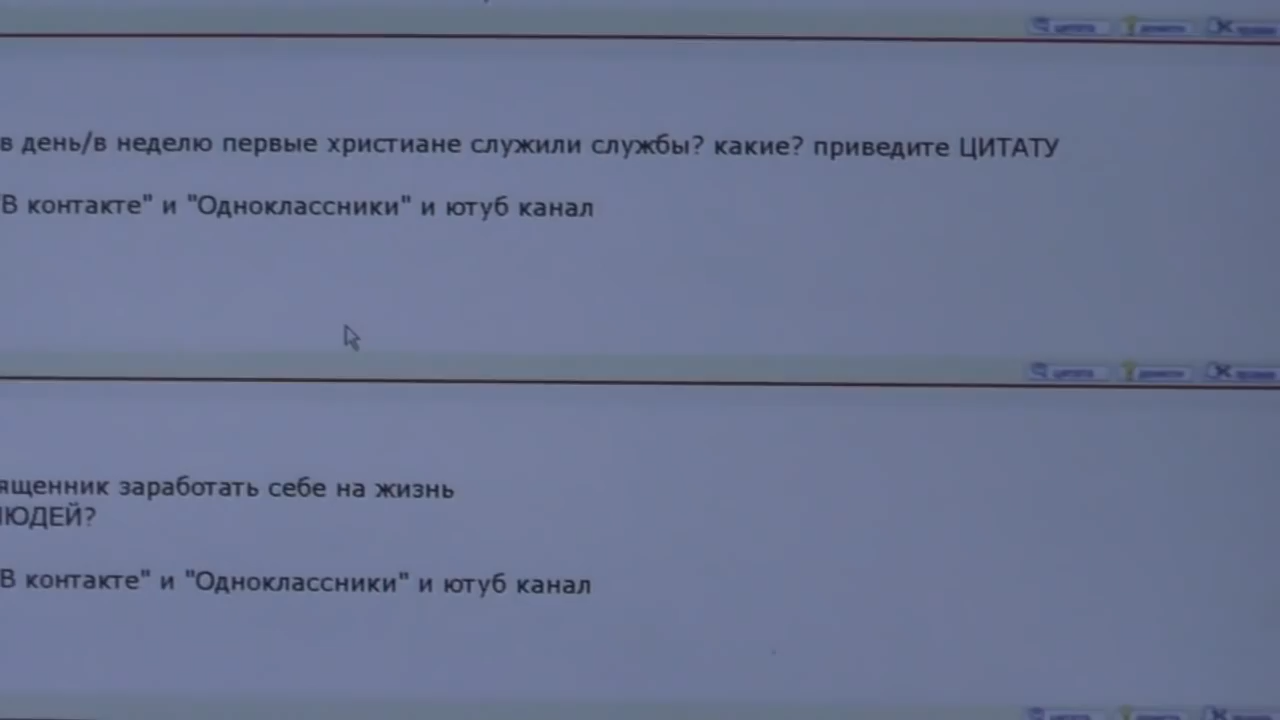 в день/в неделю первые христиане служили службы? какие? приведите ЦИТАТУ
В контакте" и "Одноклассники" и ютуб канал
ященник заработать себе на жизнь
ЛЮДЕЙ?
В контакте" и "Одноклассники" и ютуб канал